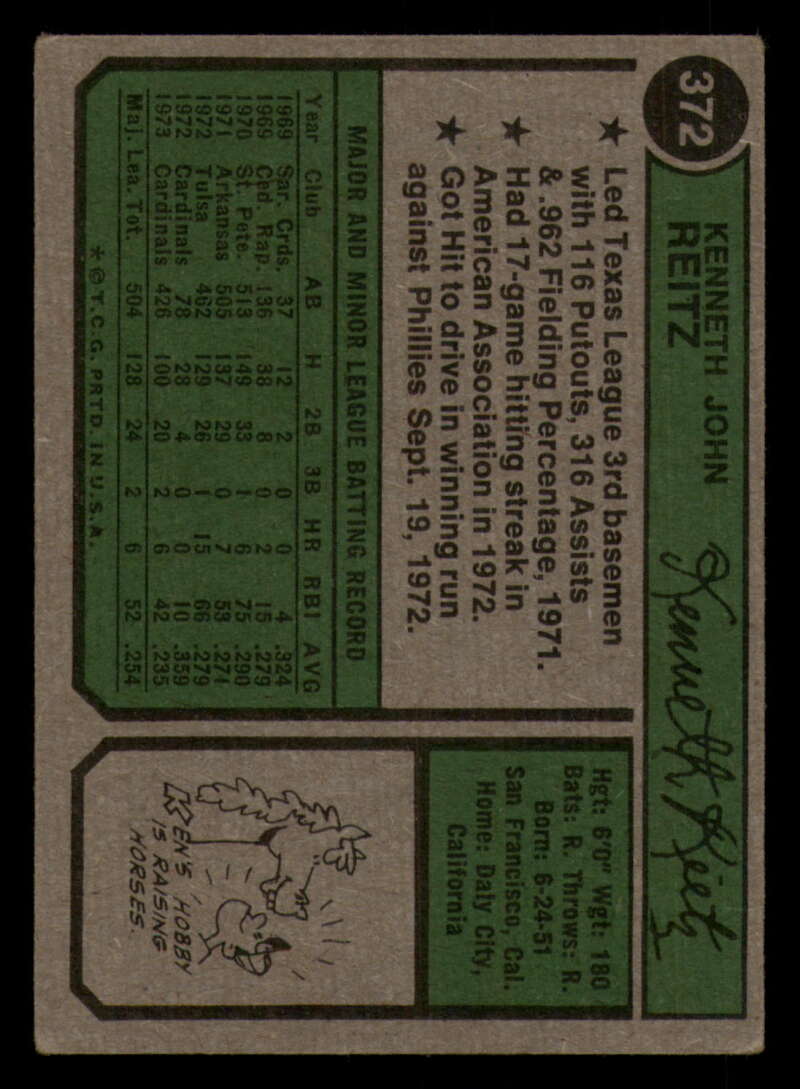 372
KENNETH JOHN
REITZ
Kenneth Reitz
★ Led Texas League 3rd basemen
with 116 Putouts, 316 Assists
& .962 Fielding Percentage, 1971.
★ Had 17-game hitting streak in
American Association in 1972.
★ Got Hit to drive in winning run
against Phillies Sept. 19, 1972.
Hgt: 6'0" Wgt: 180
Bats: R. Throws: R.
Born: 6-24-51
San Francisco, Cal.
Home: Daly City,
California
MAJOR AND MINOR LEAGUE BATTING RECORD
Year Club AB H 2B 3B HR RBI AVG
1969 Sar. Crds. 37 12 2 0 0 4 .324
1969 Ced. Rap. 136 38 8 0 2 15 .279
1970 St. Pete. 513 149 33 1 6 75 .290
1971 Arkansas 505 137 29 0 7 59 .271
1972 Tulsa 462 129 26 1 15 66 .279
1972 Cardinals 78 28 4 0 0 10 .359
1973 Cardinals 426 100 20 2 6 42 .235
Maj. Lea. Tot. 504 128 24 2 6 52 .254
* © T.C.G. PRTD. IN U.S.A.
KEN'S HOBBY
IS RAISING
HORSES.